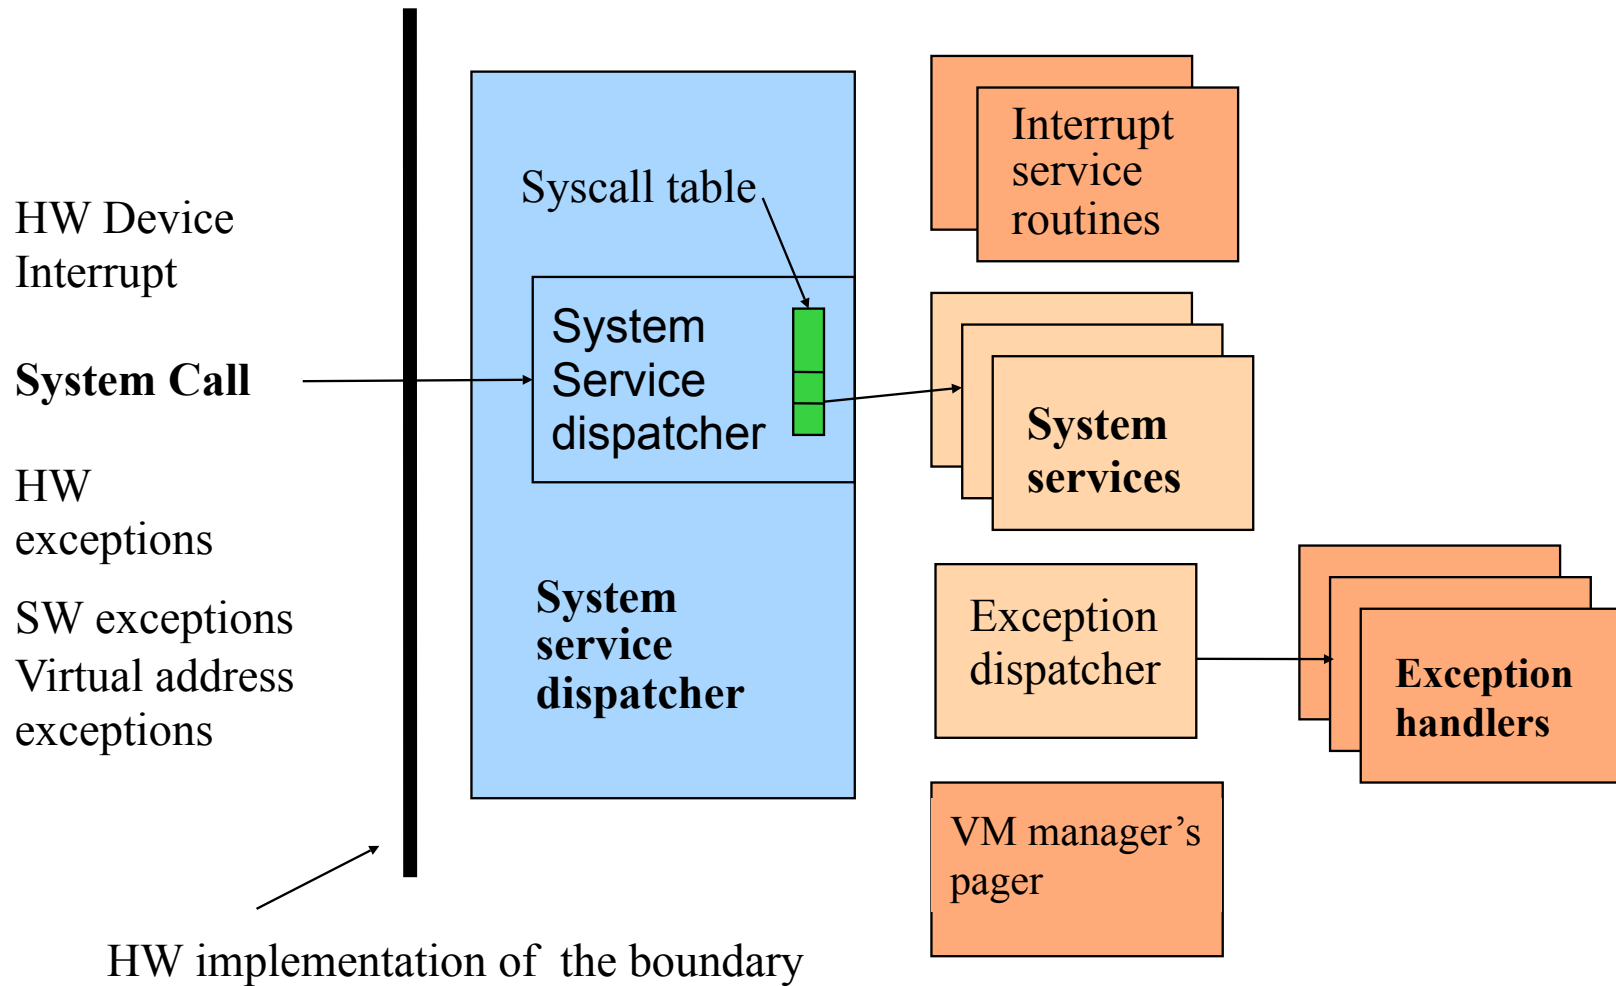 HW Device
Interrupt
System Call
HW
exceptions
SW exceptions
Virtual address
exceptions
HW implementation of the boundary
Syscall table
System
Service
dispatcher
System
service
dispatcher
Interrupt
service
routines
System
services
Exception
dispatcher
Exception
handlers
VM manager’s
pager